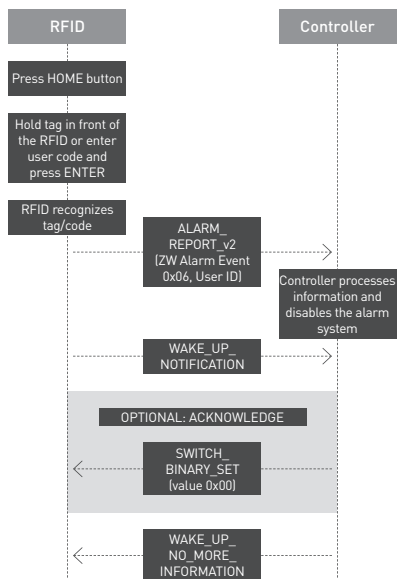 RFID
Controller
Press HOME button
Hold tag in front of
the RFID or enter
user code and
press ENTER
RFID recognizes
tag/code
ALARM_
REPORT_v2
(ZW Alarm Event
0x06, User ID)
Controller processes
information and
disables the alarm
system
WAKE_UP_
NOTIFICATION
OPTIONAL: ACKNOWLEDGE
SWITCH_
BINARY_SET
(value 0x00)
WAKE_UP_
NO_MORE_
INFORMATION